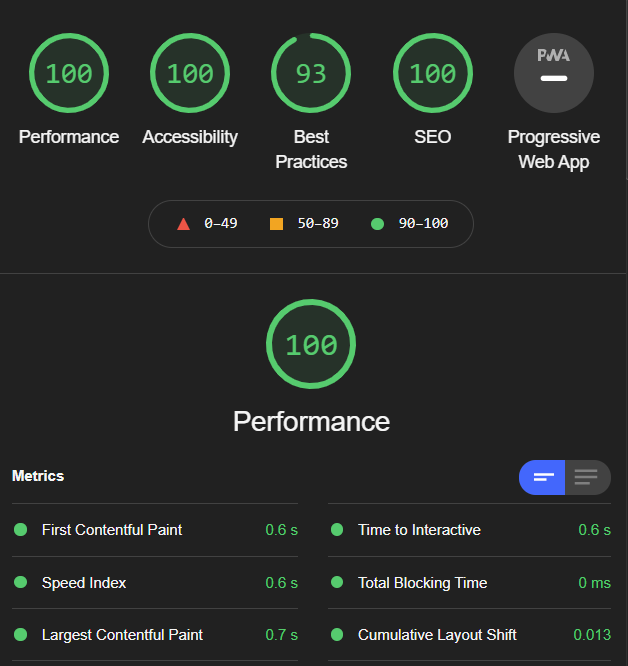 100 100 93 100 PWA
Performance Accessibility Best Practices SEO Progressive Web App
0–49 50–89 90–100
100
Performance
Metrics
First Contentful Paint 0.6 s
Time to Interactive 0.6 s
Speed Index 0.6 s
Total Blocking Time 0 ms
Largest Contentful Paint 0.7 s
Cumulative Layout Shift 0.013